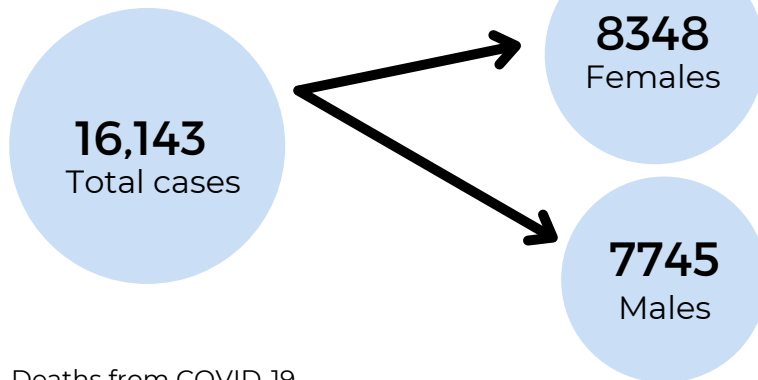 16,143
Total cases
8348
Females
7745
Males
Deaths from COVID-19